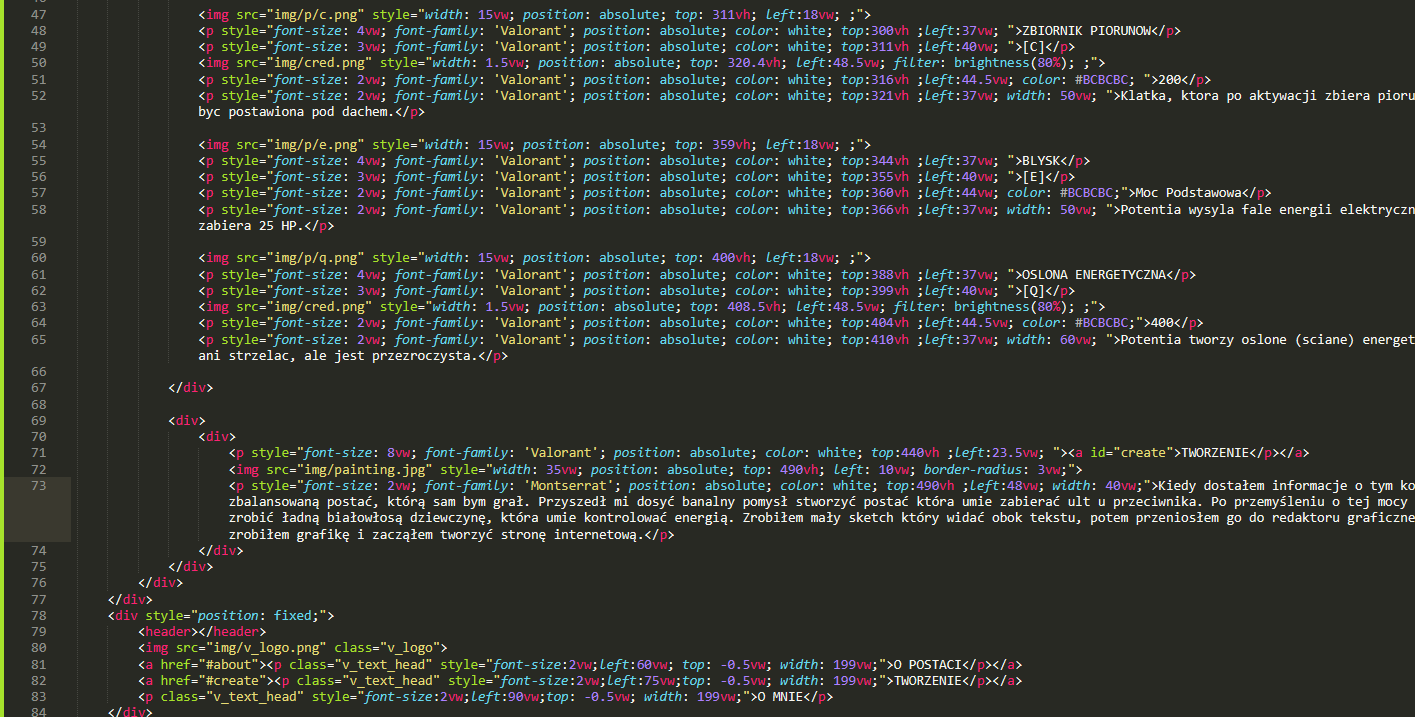 47 <img src="img/p/c.png" style="width: 15vw; position: absolute; top: 311vh; left:18vw; ;">
48 <p style="font-size: 4vw; font-family: 'Valorant'; position: absolute; color: white; top:300vh ;left:37vw; ">ZBIORNIK PIORUNOW</p>
49 <p style="font-size: 3vw; font-family: 'Valorant'; position: absolute; color: white; top:311vh ;left:40vw; ">[C]</p>
50 <img src="img/cred.png" style="width: 1.5vw; position: absolute; top: 320.4vh; left:48.5vw; filter: brightness(80%); ;">
51 <p style="font-size: 2vw; font-family: 'Valorant'; position: absolute; color: white; top:316vh ;left:44.5vw; color: #BCBCBC; ">200</p>
52 <p style="font-size: 2vw; font-family: 'Valorant'; position: absolute; color: white; top:321vh ;left:37vw; width: 50vw; ">Klatka, ktora po aktywacji zbiera pioru
byc postawiona pod dachem.</p>
53
54 <img src="img/p/e.png" style="width: 15vw; position: absolute; top: 359vh; left:18vw; ;">
55 <p style="font-size: 4vw; font-family: 'Valorant'; position: absolute; color: white; top:344vh ;left:37vw; ">BLYSK</p>
56 <p style="font-size: 3vw; font-family: 'Valorant'; position: absolute; color: white; top:355vh ;left:40vw; ">[E]</p>
57 <p style="font-size: 2vw; font-family: 'Valorant'; position: absolute; color: white; top:360vh ;left:44vw; color: #BCBCBC;">Moc Podstawowa</p>
58 <p style="font-size: 2vw; font-family: 'Valorant'; position: absolute; color: white; top:366vh ;left:37vw; width: 50vw; ">Potentia wysyla fale energii elektryczn
zabiera 25 HP.</p>
59
60 <img src="img/p/q.png" style="width: 15vw; position: absolute; top: 400vh; left:18vw; ;">
61 <p style="font-size: 4vw; font-family: 'Valorant'; position: absolute; color: white; top:388vh ;left:37vw; ">OSLONA ENERGETYCZNA</p>
62 <p style="font-size: 3vw; font-family: 'Valorant'; position: absolute; color: white; top:399vh ;left:40vw; ">[Q]</p>
63 <img src="img/cred.png" style="width: 1.5vw; position: absolute; top: 408.5vh; left:48.5vw; filter: brightness(80%); ;">
64 <p style="font-size: 2vw; font-family: 'Valorant'; position: absolute; color: white; top:404vh ;left:44.5vw; color: #BCBCBC;">400</p>
65 <p style="font-size: 2vw; font-family: 'Valorant'; position: absolute; color: white; top:410vh ;left:37vw; width: 60vw; ">Potentia tworzy oslone (sciane) energet
ani strzelac, ale jest przezroczysta.</p>
66
67 </div>
68
69 <div>
70 <div>
71 <p style="font-size: 8vw; font-family: 'Valorant'; position: absolute; color: white; top:440vh ;left:23.5vw; "><a id="create">TWORZENIE</p></a>
72 <img src="img/painting.jpg" style="width: 35vw; position: absolute; top: 490vh; left: 10vw; border-radius: 3vw;">
73 <p style="font-size: 2vw; font-family: 'Montserrat'; position: absolute; color: white; top:490vh ;left:48vw; width: 40vw;">Kiedy dostałem informacje o tym ko
zbalansowaną postać, którą sam bym grał. Przyszedł mi dosyć banalny pomysł stworzyć postać która umie zabierać ult u przeciwnika. Po przemyśleniu o tej mocy
zrobić ładną białowłosą dziewczynę, która umie kontrolować energią. Zrobiłem mały sketch który widać obok tekstu, potem przeniosłem go do redaktoru graficzne
zrobiłem grafikę i zacząłem tworzyć stronę internetową.</p>
74 </div>
75 </div>
76 </div>
77 </div>
78 <div style="position: fixed;">
79 <header></header>
80 <img src="img/v_logo.png" class="v_logo">
81 <a href="#about"><p class="v_text_head" style="font-size:2vw;left:60vw; top: -0.5vw; width: 199vw;">O POSTACI</p></a>
82 <a href="#create"><p class="v_text_head" style="font-size:2vw;left:75vw;top: -0.5vw; width: 199vw;">TWORZENIE</p></a>
83 <p class="v_text_head" style="font-size:2vw;left:90vw;top: -0.5vw; width: 199vw;">O MNIE</p>
84 </div>